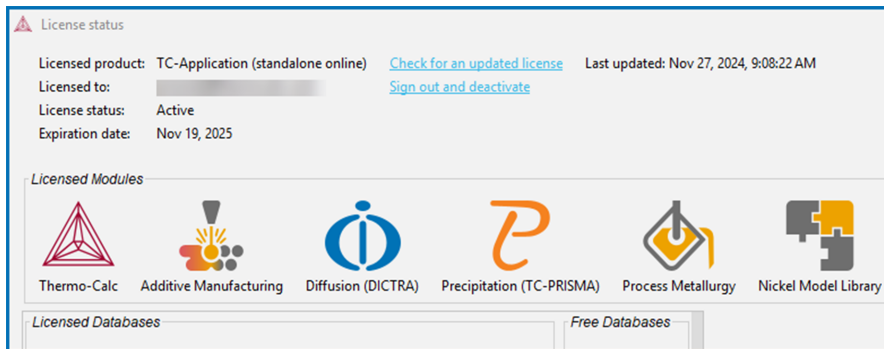 License status
Licensed product: TC-Application (standalone online) Check for an updated license Last updated: Nov 27, 2024, 9:08:22 AM
Licensed to: Sign out and deactivate
License status: Active
Expiration date: Nov 19, 2025
Licensed Modules
Thermo-Calc Additive Manufacturing Diffusion (DICTRA) Precipitation (TC-PRISMA) Process Metallurgy Nickel Model Library
Licensed Databases Free Databases